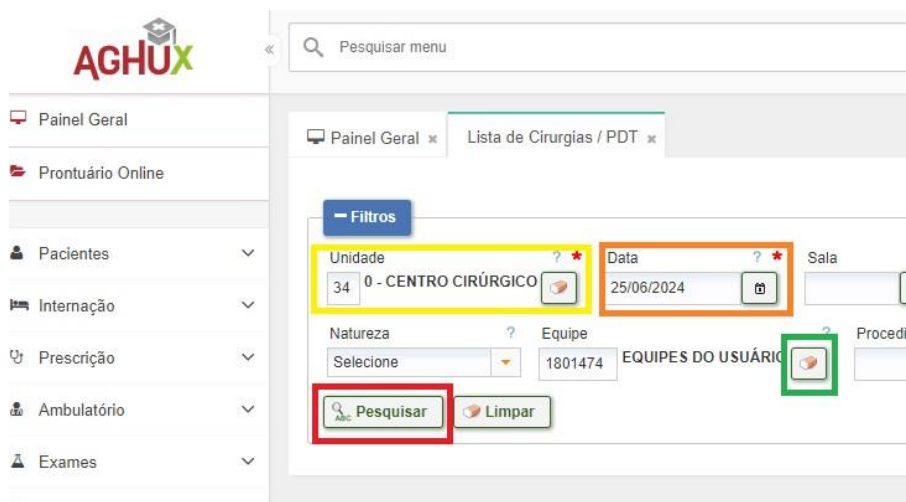 AGHUX
«
Pesquisar menu
Painel Geral
Prontuário Online
Pacientes
Internação
Prescrição
Ambulatório
Exames
Painel Geral ×
Lista de Cirurgias / PDT ×
− Filtros
Unidade ? *
Data ? *
Sala
34 0 - CENTRO CIRÚRGICO
25/06/2024
Natureza ?
Equipe ?
Procedi
Selecione
1801474 EQUIPES DO USUÁRIO
ABC Pesquisar
Limpar